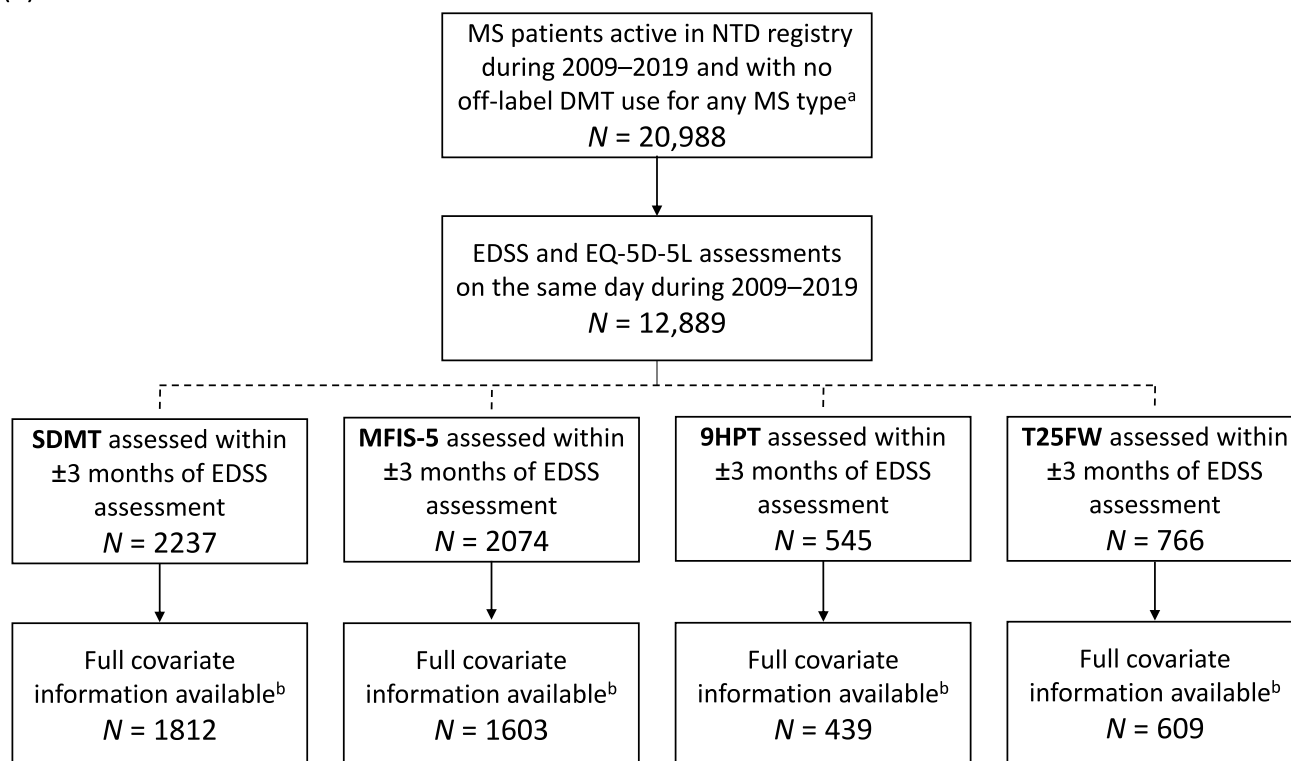 MS patients active in NTD registry
during 2009–2019 and with no
off-label DMT use for any MS typeᵃ
N = 20,988
EDSS and EQ-5D-5L assessments
on the same day during 2009–2019
N = 12,889
SDMT assessed within
±3 months of EDSS
assessment
N = 2237
MFIS-5 assessed within
±3 months of EDSS
assessment
N = 2074
9HPT assessed within
±3 months of EDSS
assessment
N = 545
T25FW assessed within
±3 months of EDSS
assessment
N = 766
Full covariate
information availableᵇ
N = 1812
Full covariate
information availableᵇ
N = 1603
Full covariate
information availableᵇ
N = 439
Full covariate
information availableᵇ
N = 609